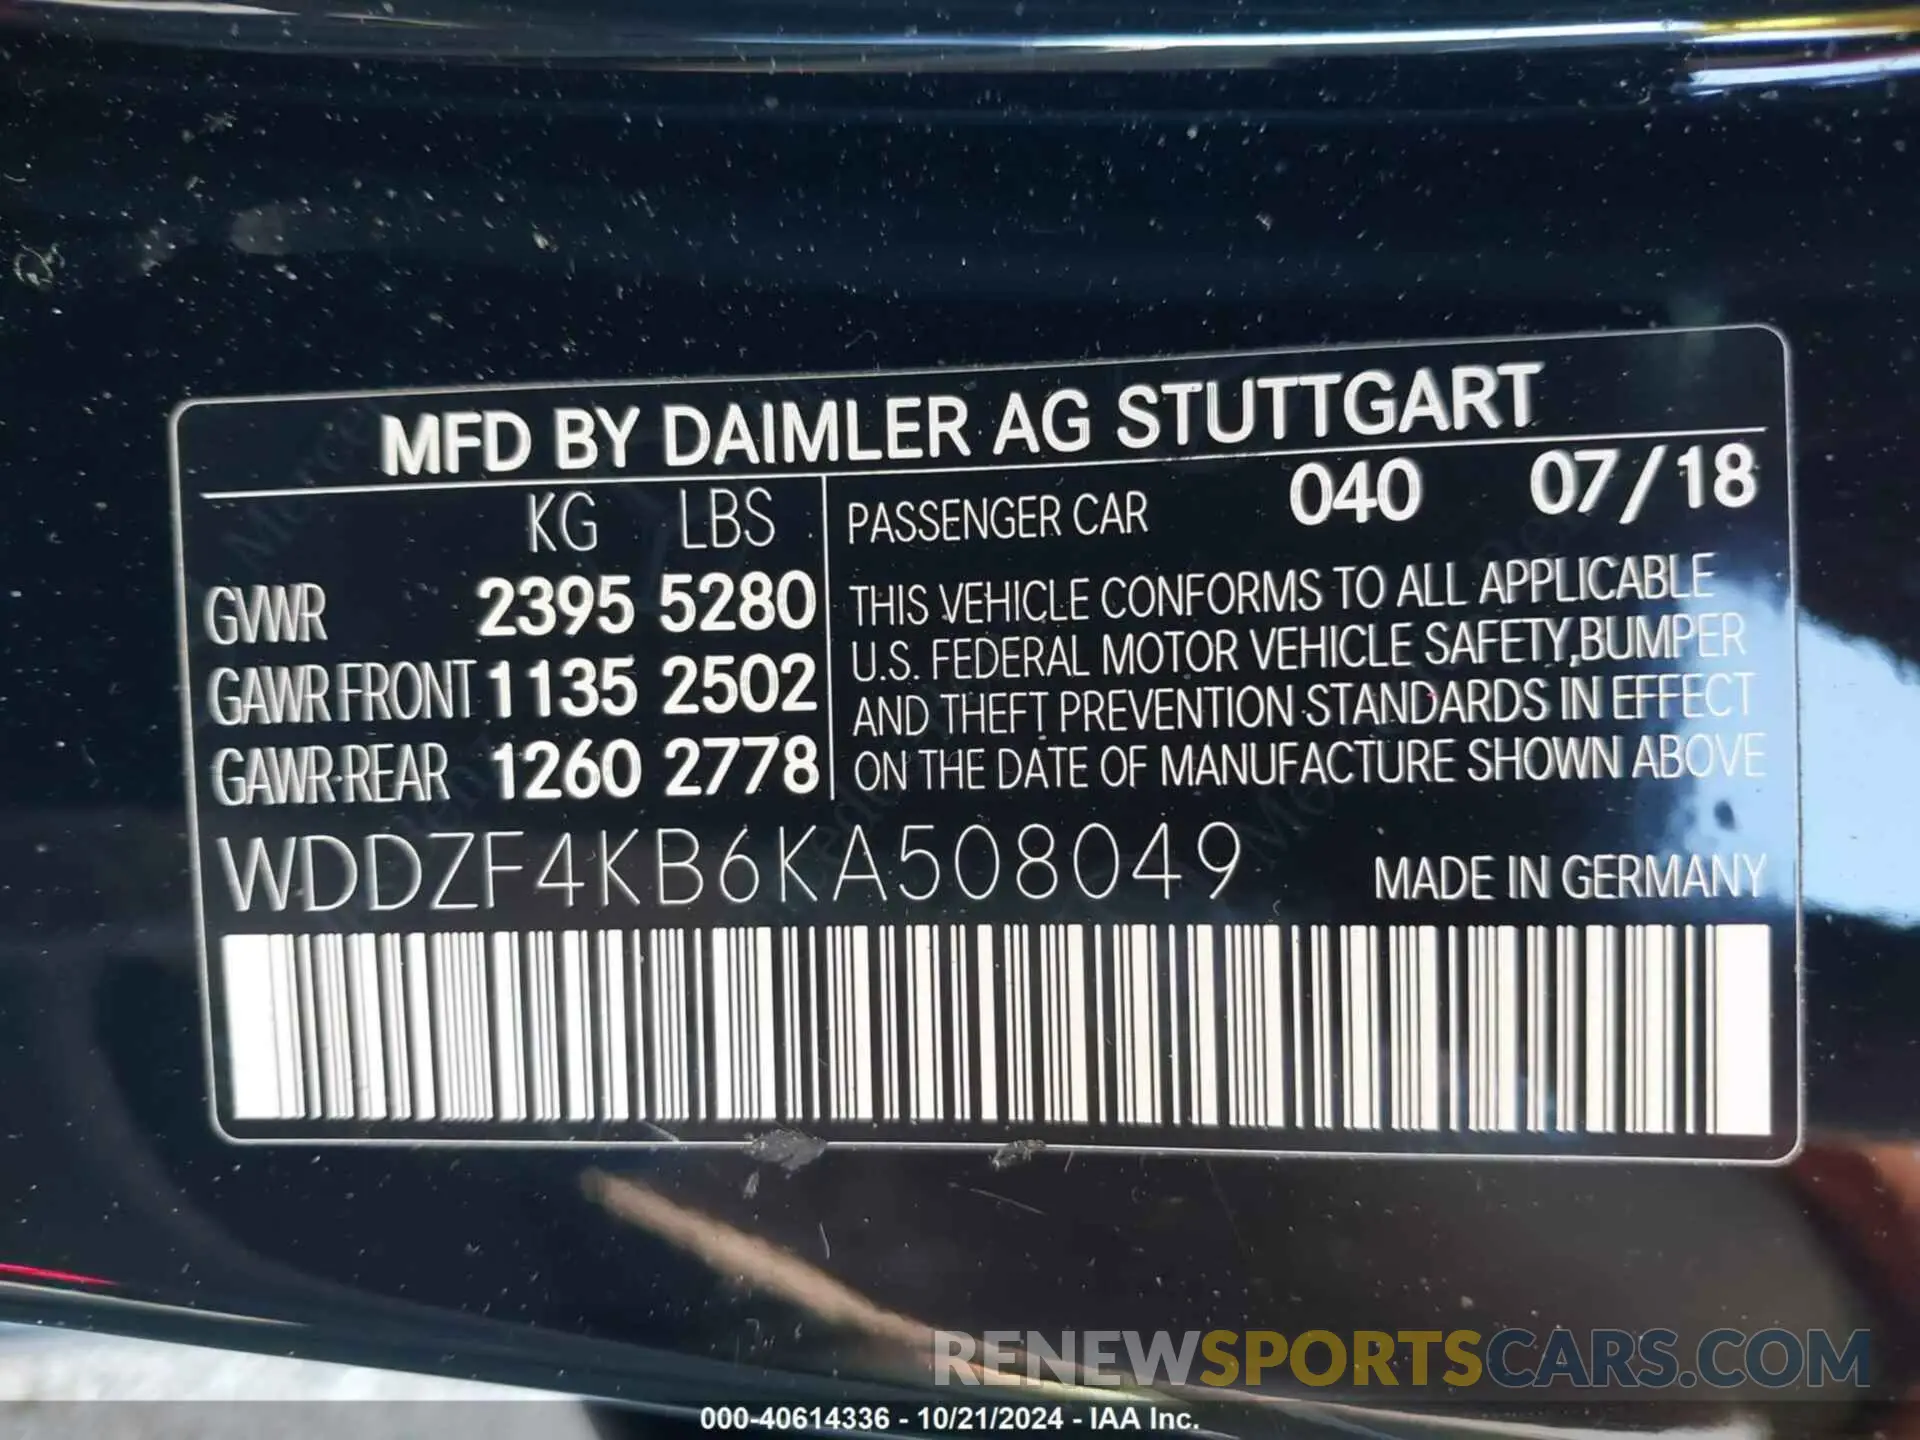 MFD BY DAIMLER AG STUTTGART
KG LBS
GVWR 2395 5280
GAWR FRONT 1135 2502
GAWR REAR 1260 2778
PASSENGER CAR 040 07/18
THIS VEHICLE CONFORMS TO ALL APPLICABLE
U.S. FEDERAL MOTOR VEHICLE SAFETY, BUMPER
AND THEFT PREVENTION STANDARDS IN EFFECT
ON THE DATE OF MANUFACTURE SHOWN ABOVE
WDDZF4KB6KA508049
MADE IN GERMANY
RENEWSPORTSCARS.COM
000-40614336 - 10/21/2024 - IAA Inc.